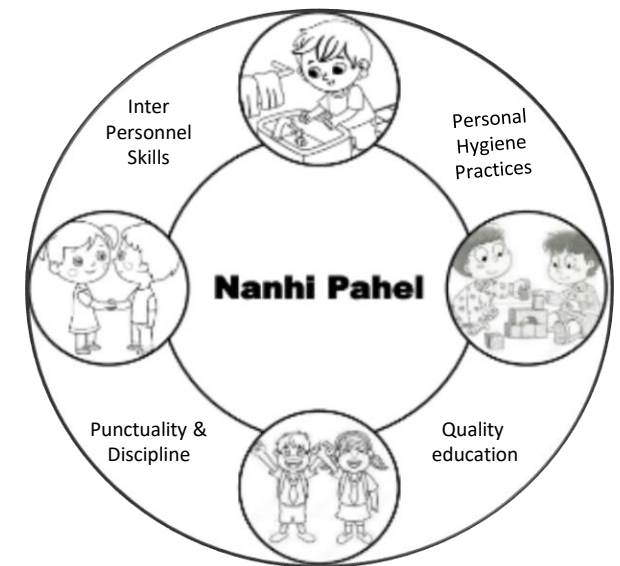 Inter
Personnel
Skills
Personal
Hygiene
Practices
Nanhi Pahel
Punctuality &
Discipline
Quality
education